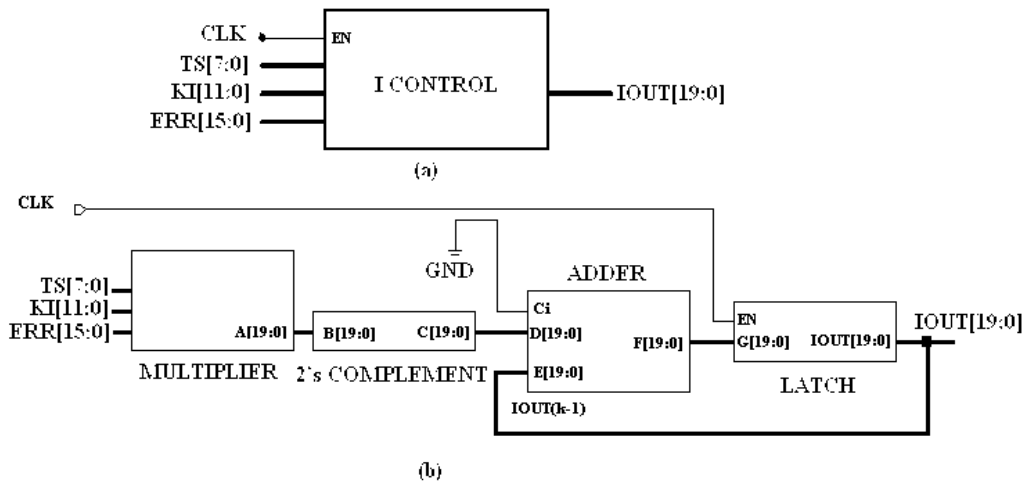 CLK
EN
TS[7:0]
KI[11:0]
ERR[15:0]
I CONTROL
IOUT[19:0]
(a)
CLK
GND
ADDER
TS[7:0]
KI[11:0]
ERR[15:0]
A[19:0]
MULTIPLIER
B[19:0] C[19:0]
2's COMPLEMENT
Ci
D[19:0]
E[19:0]
F[19:0]
IOUT(k-1)
EN
G[19:0] IOUT[19:0]
LATCH
IOUT[19:0]
(b)